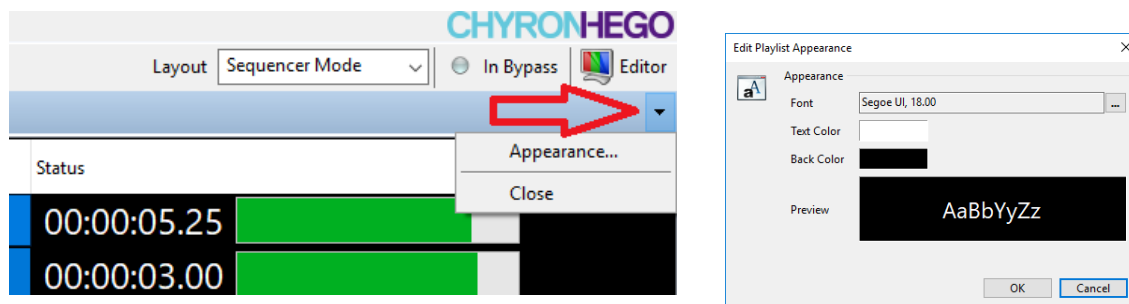 CHYRONHEGO
Layout Sequencer Mode In Bypass Editor
Appearance...
Close
Status
00:00:05.25
00:00:03.00
Edit Playlist Appearance
Appearance
aA
Font Segoe UI, 18.00 ...
Text Color
Back Color
Preview AaBbYyZz
OK Cancel